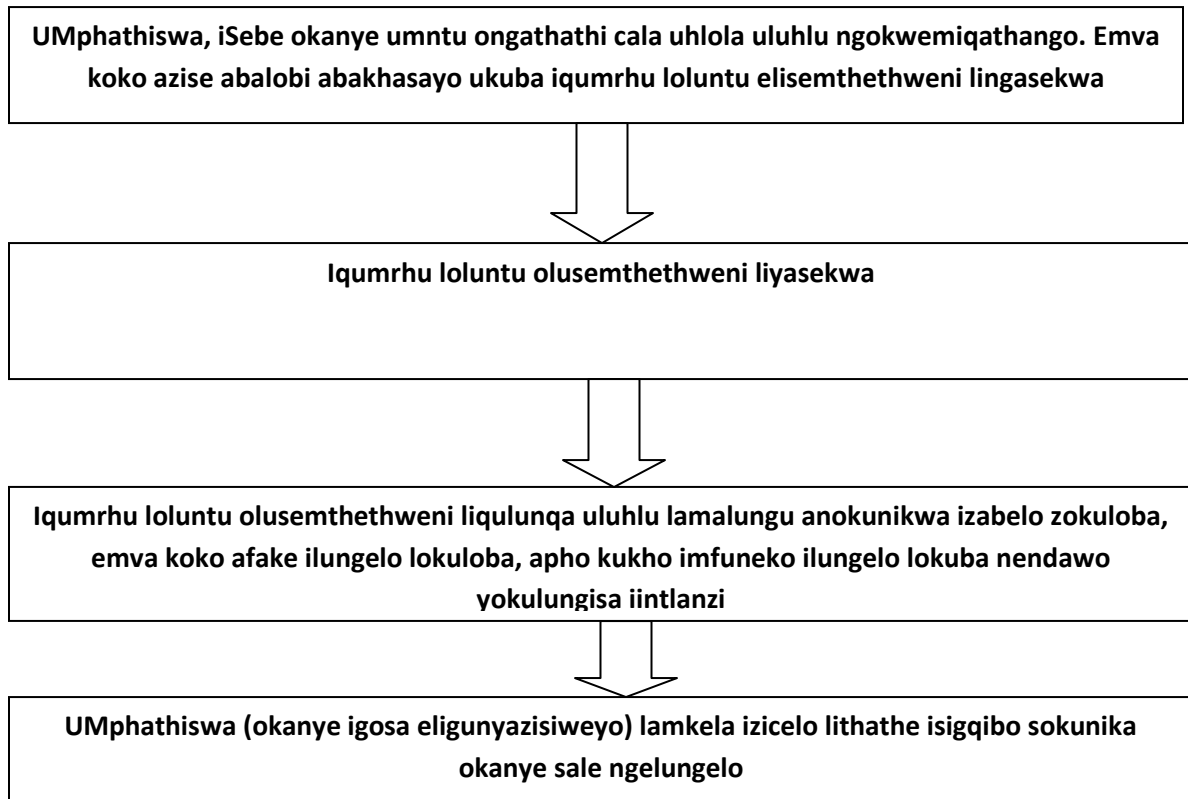 UMphathiswa, iSebe okanye umntu ongathathi cala uhlola uluhlu ngokwemiqathango. Emva
koko azise abalobi abakhasayo ukuba iqumrhu loluntu elisemthethweni lingasekwa
Iqumrhu loluntu olusemthethweni liyasekwa
Iqumrhu loluntu olusemthethweni liqulunqa uluhlu lamalungu anokunikwa izabelo zokuloba,
emva koko afake ilungelo lokuloba, apho kukho imfuneko ilungelo lokuba nendawo
yokulungisa iintlanzi
UMphathiswa (okanye igosa eligunyazisiweyo) lamkela izicelo lithathe isigqibo sokunika
okanye sale ngelungelo